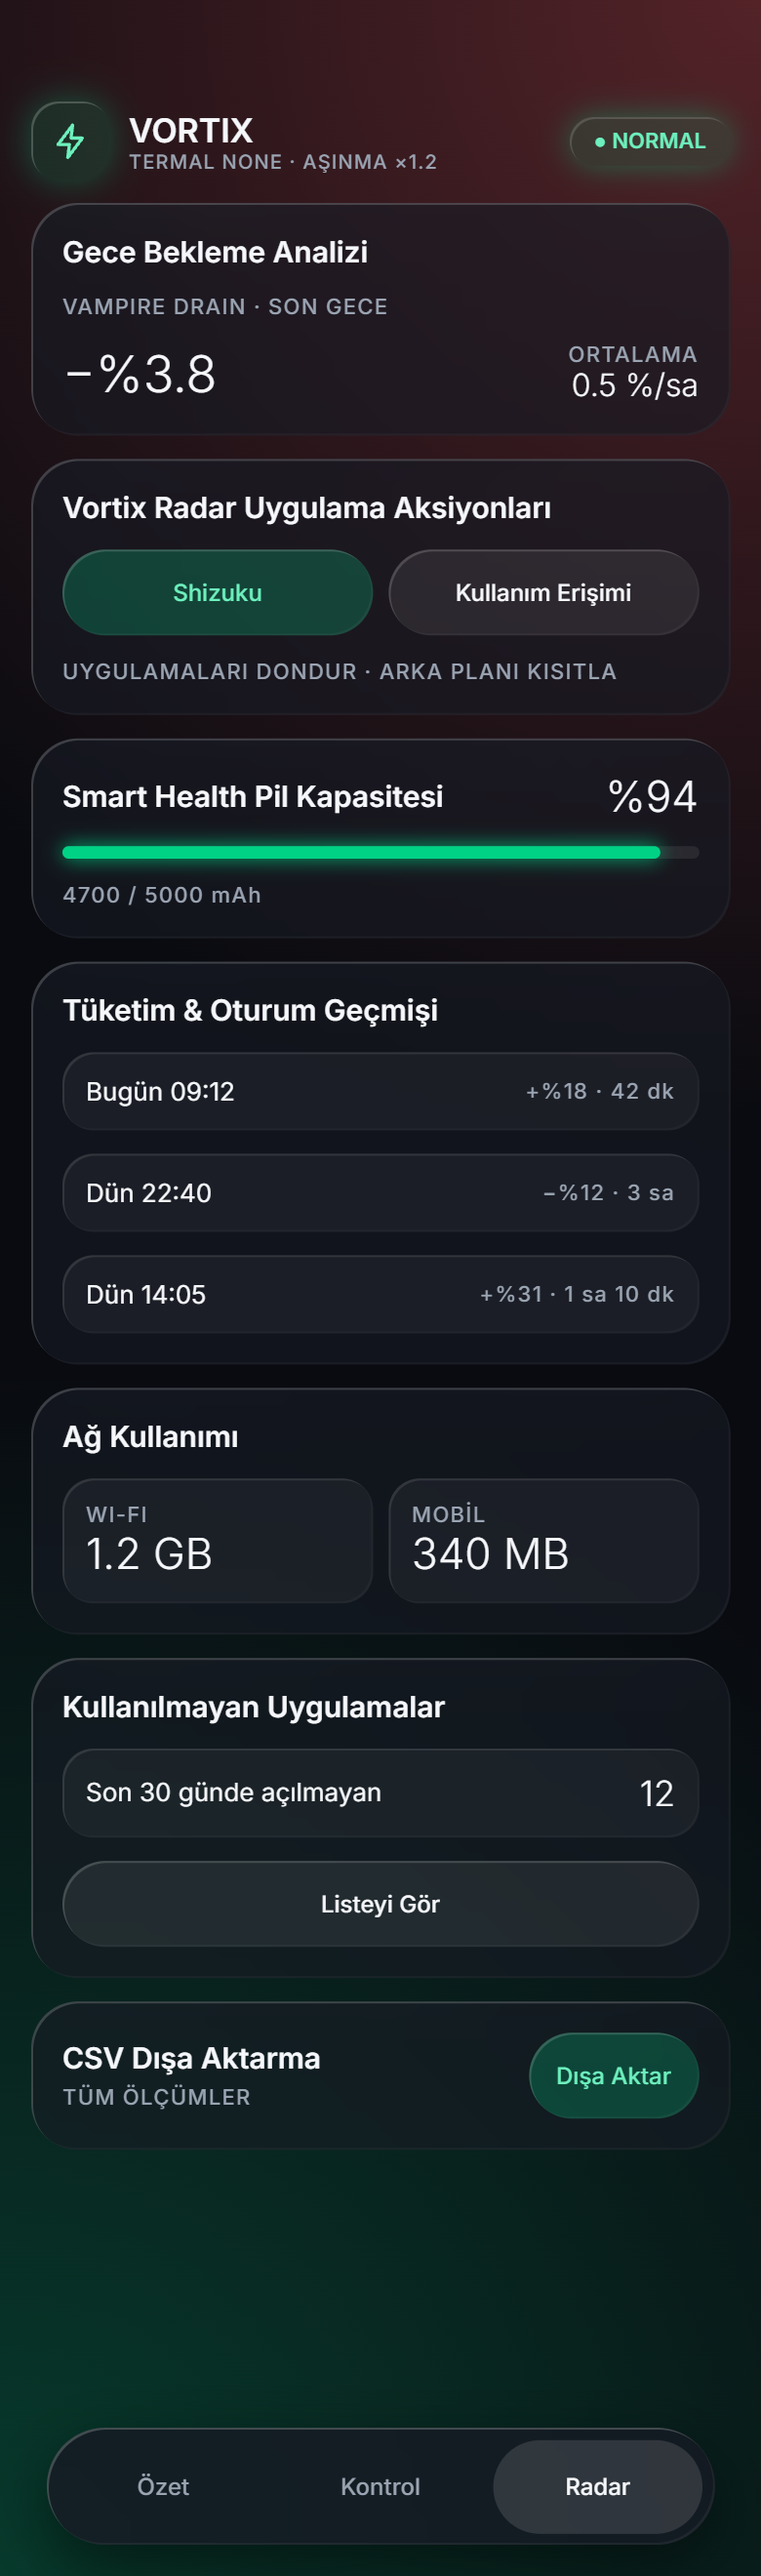 VORTIX
TERMAL NONE · AŞINMA ×1.2
• NORMAL
Gece Bekleme Analizi
VAMPIRE DRAIN · SON GECE
−%3.8
ORTALAMA
0.5 %/sa
Vortix Radar Uygulama Aksiyonları
Shizuku
Kullanım Erişimi
UYGULAMALARI DONDUR · ARKA PLANI KISITLA
Smart Health Pil Kapasitesi
%94
4700 / 5000 mAh
Tüketim & Oturum Geçmişi
Bugün 09:12
+%18 · 42 dk
Dün 22:40
−%12 · 3 sa
Dün 14:05
+%31 · 1 sa 10 dk
Ağ Kullanımı
WI-FI
1.2 GB
MOBİL
340 MB
Kullanılmayan Uygulamalar
Son 30 günde açılmayan
12
Listeyi Gör
CSV Dışa Aktarma
TÜM ÖLÇÜMLER
Dışa Aktar
Özet
Kontrol
Radar